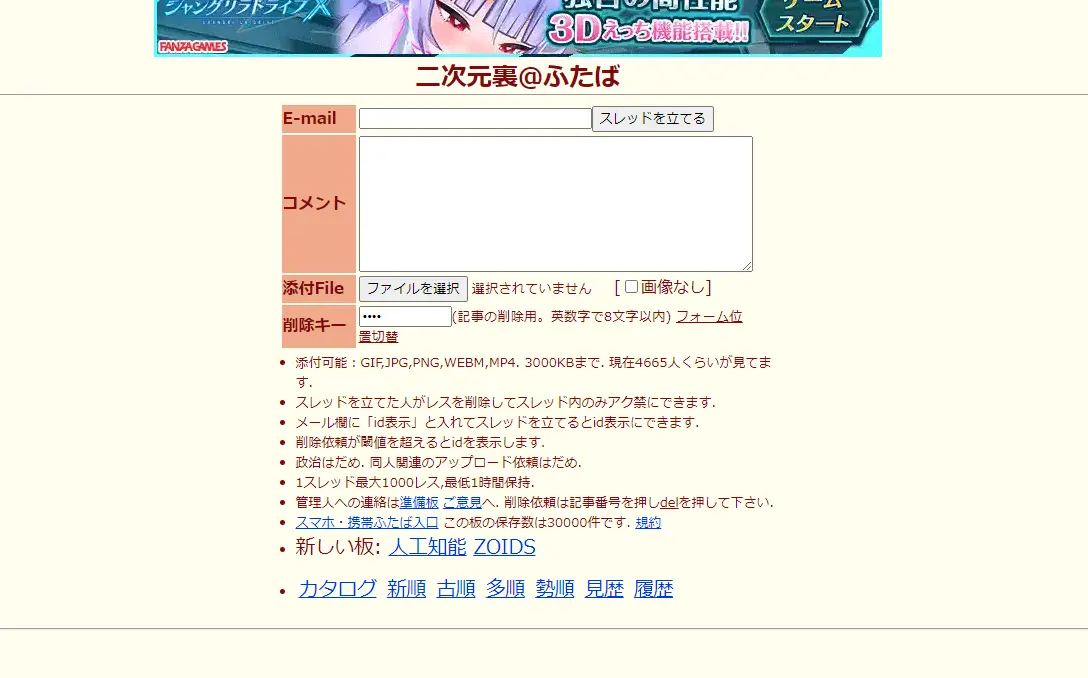 シャングリラドライブX
独自の高性能
3Dえっち機能搭載!!
ゲーム
スタート
FANZAGAMES
二次元裏@ふたば
E-mail スレッドを立てる
コメント
添付File ファイルを選択 選択されていません [画像なし]
削除キー •••• (記事の削除用。英数字で8文字以内) フォーム位
置切替
• 添付可能：GIF,JPG,PNG,WEBM,MP4. 3000KBまで. 現在4665人くらいが見てま
す.
• スレッドを立てた人がレスを削除してスレッド内のみアク禁にできます.
• メール欄に「id表示」と入れてスレッドを立てるとid表示にできます.
• 削除依頼が閾値を超えるとidを表示します.
• 政治はだめ. 同人関連のアップロード依頼はだめ.
• 1スレッド最大1000レス,最低1時間保持.
• 管理人への連絡は準備板 ご意見へ. 削除依頼は記事番号を押しdelを押して下さい.
• スマホ・携帯ふたば入口 この板の保存数は30000件です. 規約
• 新しい板: 人工知能 ZOIDS
• カタログ 新順 古順 多順 勢順 見歴 履歴